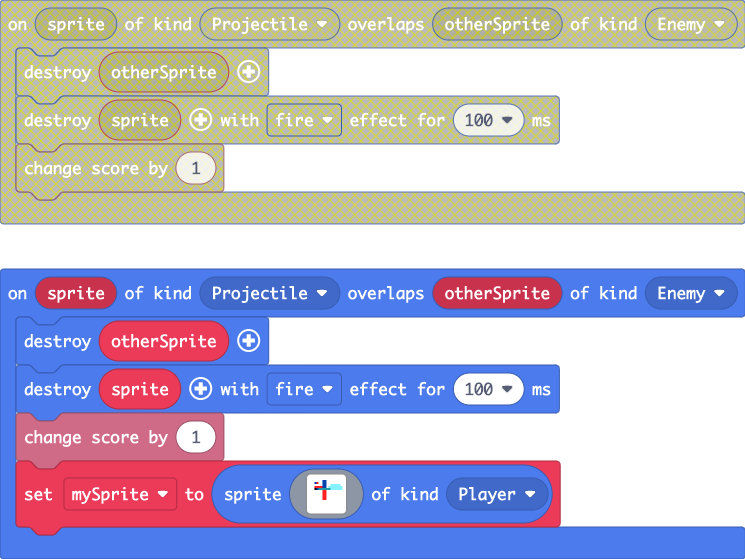 on sprite of kind Projectile overlaps otherSprite of kind Enemy
destroy otherSprite
destroy sprite with fire effect for 100 ms
change score by 1
on sprite of kind Projectile overlaps otherSprite of kind Enemy
destroy otherSprite
destroy sprite with fire effect for 100 ms
change score by 1
set mySprite to sprite of kind Player